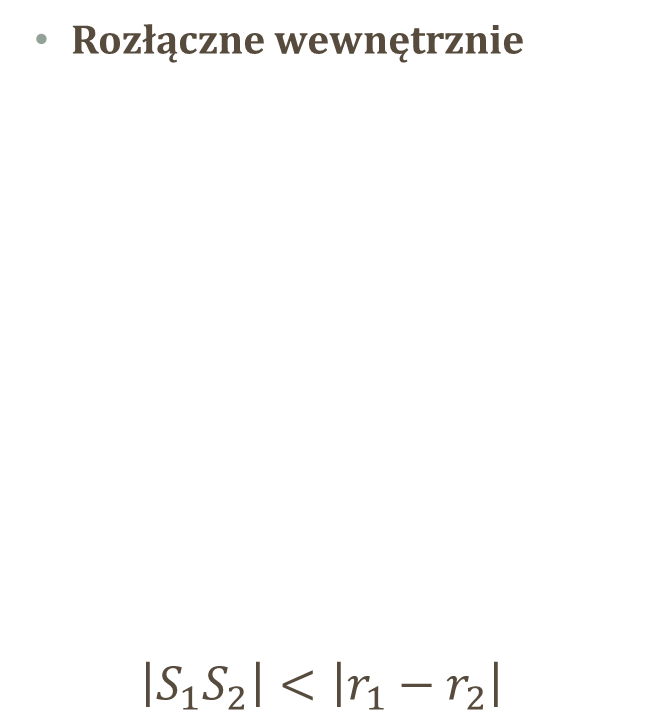 • Rozłączne wewnętrznie
|S₁S₂| < |r₁ − r₂|